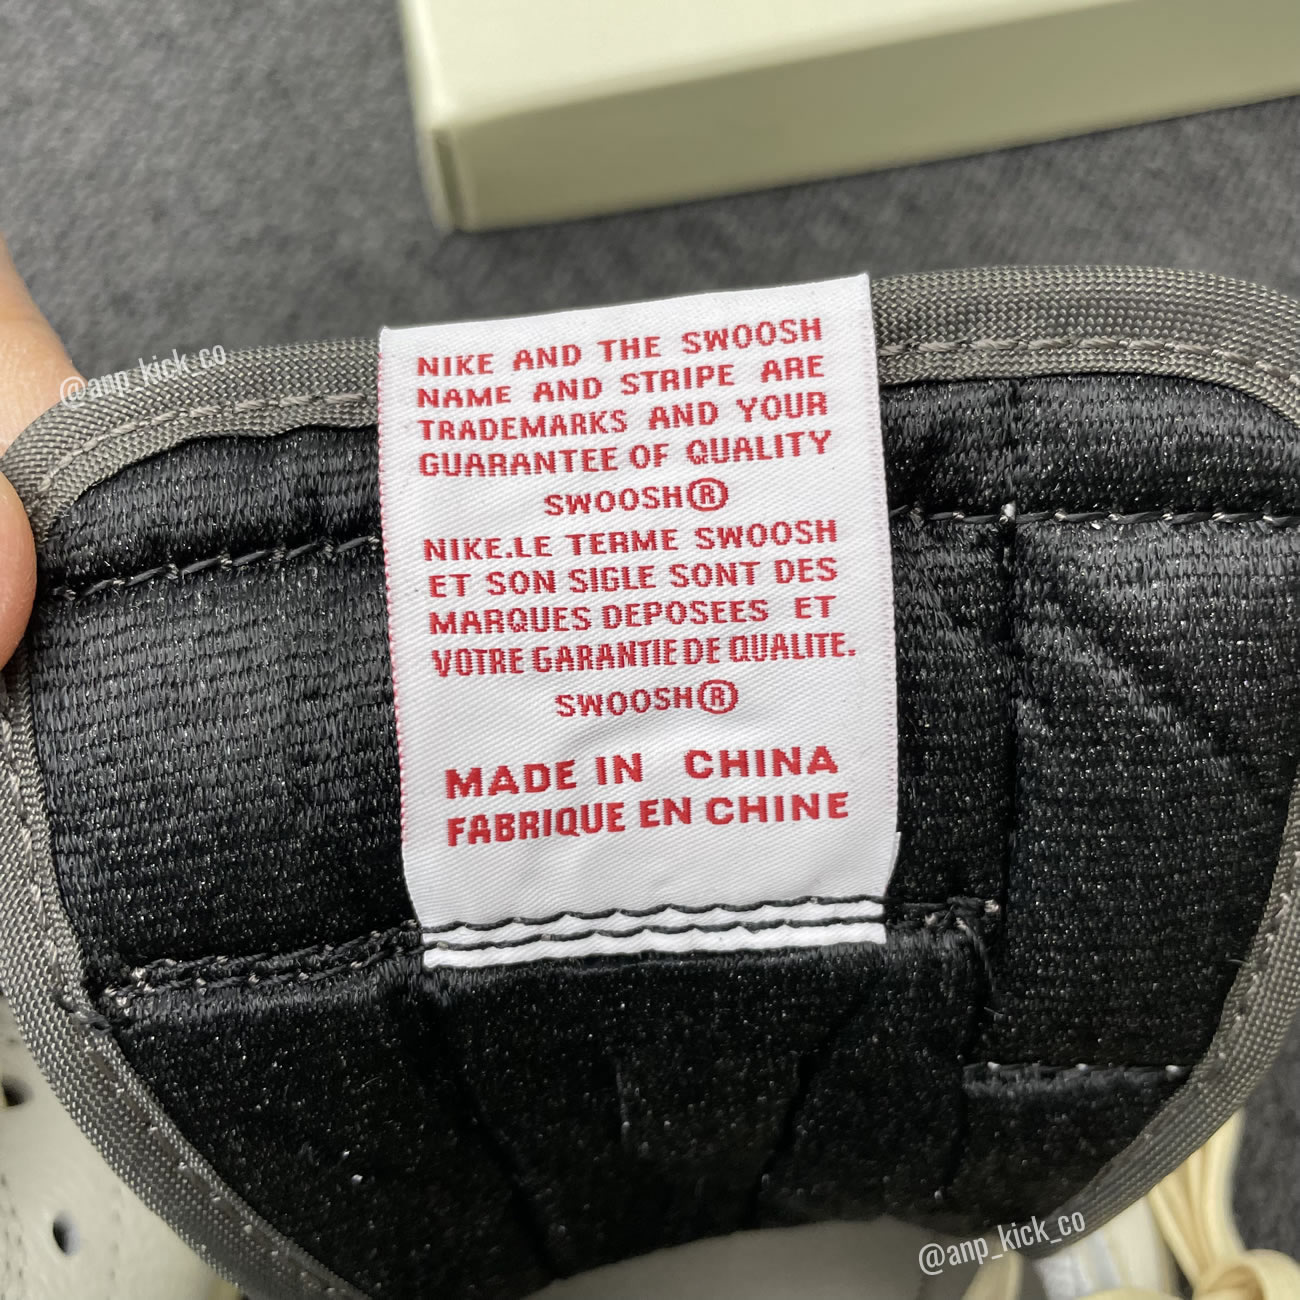 @anp_kick_co
NIKE AND THE SWOOSH
NAME AND STRIPE ARE
TRADEMARKS AND YOUR
GUARANTEE OF QUALITY
SWOOSH®
NIKE.LE TERME SWOOSH
ET SON SIGLE SONT DES
MARQUES DEPOSEES ET
VOTRE GARANTIE DE QUALITE.
SWOOSH®
MADE IN CHINA
FABRIQUE EN CHINE
@anp_kick_co